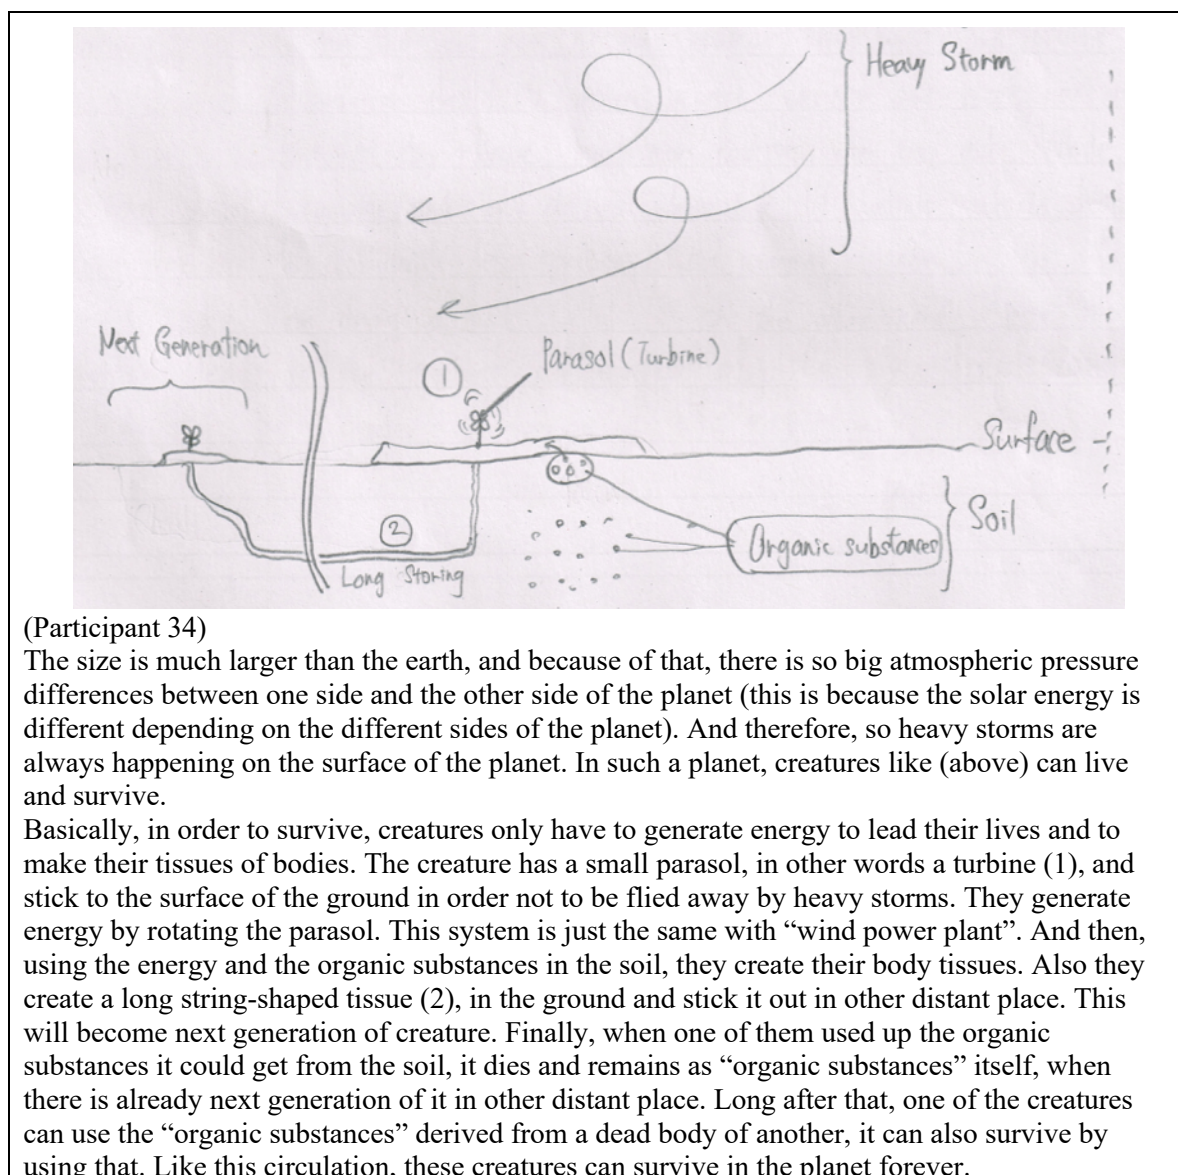 Heavy Storm
Next Generation
1
Parasol (Turbine)
Surface
2
Soil
Organic substances
Long Storing
(Participant 34)
The size is much larger than the earth, and because of that, there is so big atmospheric pressure
differences between one side and the other side of the planet (this is because the solar energy is
different depending on the different sides of the planet). And therefore, so heavy storms are
always happening on the surface of the planet. In such a planet, creatures like (above) can live
and survive.
Basically, in order to survive, creatures only have to generate energy to lead their lives and to
make their tissues of bodies. The creature has a small parasol, in other words a turbine (1), and
stick to the surface of the ground in order not to be flied away by heavy storms. They generate
energy by rotating the parasol. This system is just the same with “wind power plant”. And then,
using the energy and the organic substances in the soil, they create their body tissues. Also they
create a long string-shaped tissue (2), in the ground and stick it out in other distant place. This
will become next generation of creature. Finally, when one of them used up the organic
substances it could get from the soil, it dies and remains as “organic substances” itself, when
there is already next generation of it in other distant place. Long after that, one of the creatures
can use the “organic substances” derived from a dead body of another, it can also survive by
using that. Like this circulation, these creatures can survive in the planet forever.